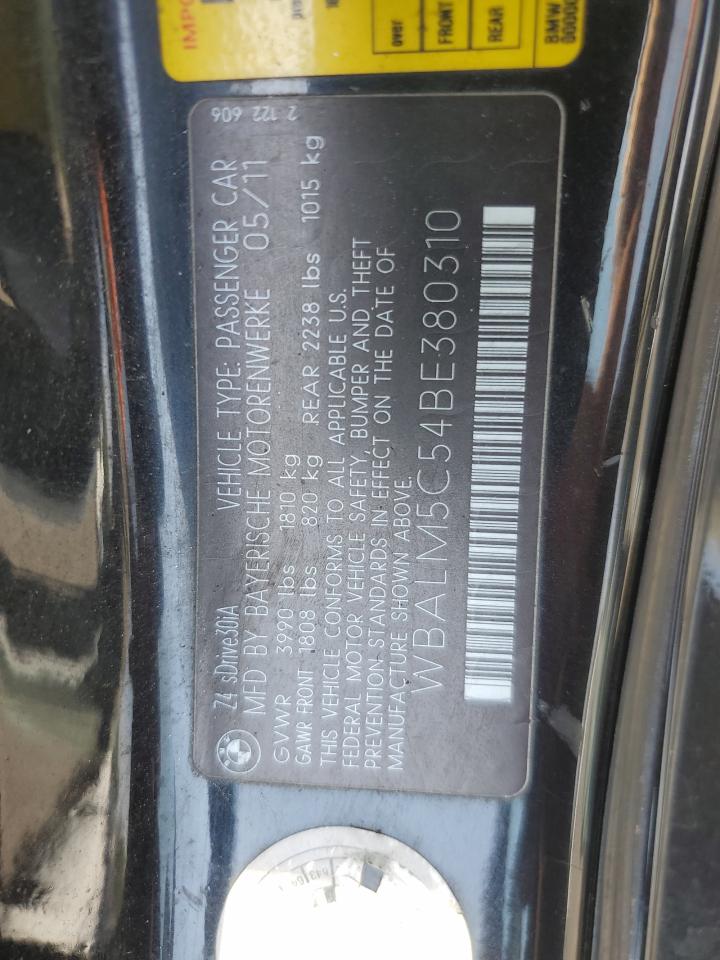 Z4 sDrive30iA VEHICLE TYPE: PASSENGER CAR
MFD BY BAYERISCHE MOTORENWERKE 05/11
GVWR 3990 lbs 1810 kg
GAWR FRONT 1808 lbs 820 kg REAR 2238 lbs 1015 kg
THIS VEHICLE CONFORMS TO ALL APPLICABLE U.S.
FEDERAL MOTOR VEHICLE SAFETY, BUMPER AND THEFT
PREVENTION STANDARDS IN EFFECT ON THE DATE OF
MANUFACTURE SHOWN ABOVE.
WBALM5C54BE380310
2 122 606
over
FRONT
REAR
BMW